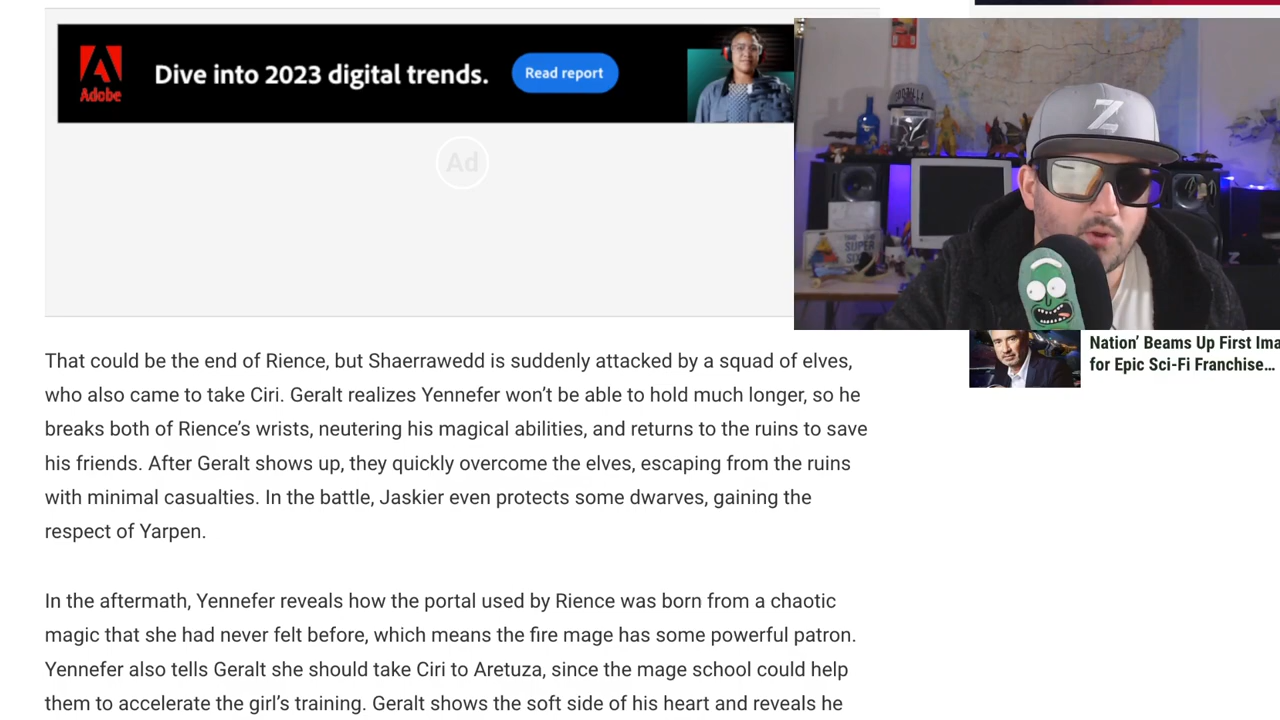 Adobe
Dive into 2023 digital trends.
Read report
Ad
GODZILLA
Z
SUPER
Nation’ Beams Up First Ima
for Epic Sci-Fi Franchise...
That could be the end of Rience, but Shaerrawedd is suddenly attacked by a squad of elves,
who also came to take Ciri. Geralt realizes Yennefer won’t be able to hold much longer, so he
breaks both of Rience’s wrists, neutering his magical abilities, and returns to the ruins to save
his friends. After Geralt shows up, they quickly overcome the elves, escaping from the ruins
with minimal casualties. In the battle, Jaskier even protects some dwarves, gaining the
respect of Yarpen.
In the aftermath, Yennefer reveals how the portal used by Rience was born from a chaotic
magic that she had never felt before, which means the fire mage has some powerful patron.
Yennefer also tells Geralt she should take Ciri to Aretuza, since the mage school could help
them to accelerate the girl’s training. Geralt shows the soft side of his heart and reveals he